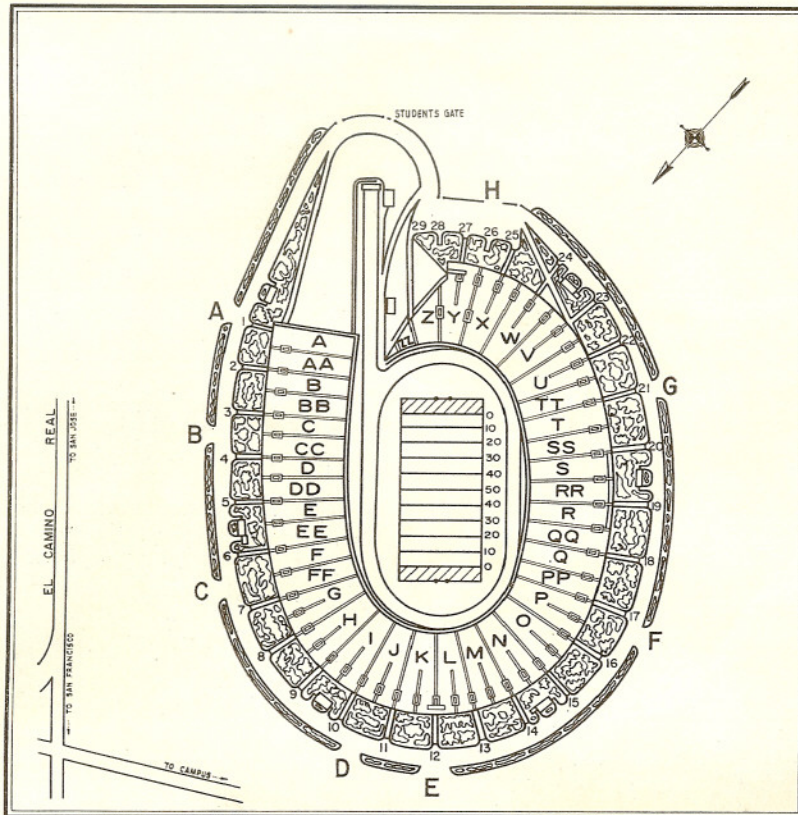 STUDENTS GATE
H
29 28 27 26 25 24 23 22 21 20 19 18 17 16 15 14 13 12 11 10 9 8 7 6 5 4 3 2 1
A
B
C
D
E
F
G
Z Y X W V U TT T SS S RR R QQ Q PP P O N M L K J I H G FF F EE E DD D CC C BB B AA A
ZZ
0
10
20
30
40
50
40
30
20
10
0
EL CAMINO REAL
TO SAN JOSE
TO SAN FRANCISCO
TO CAMPUS